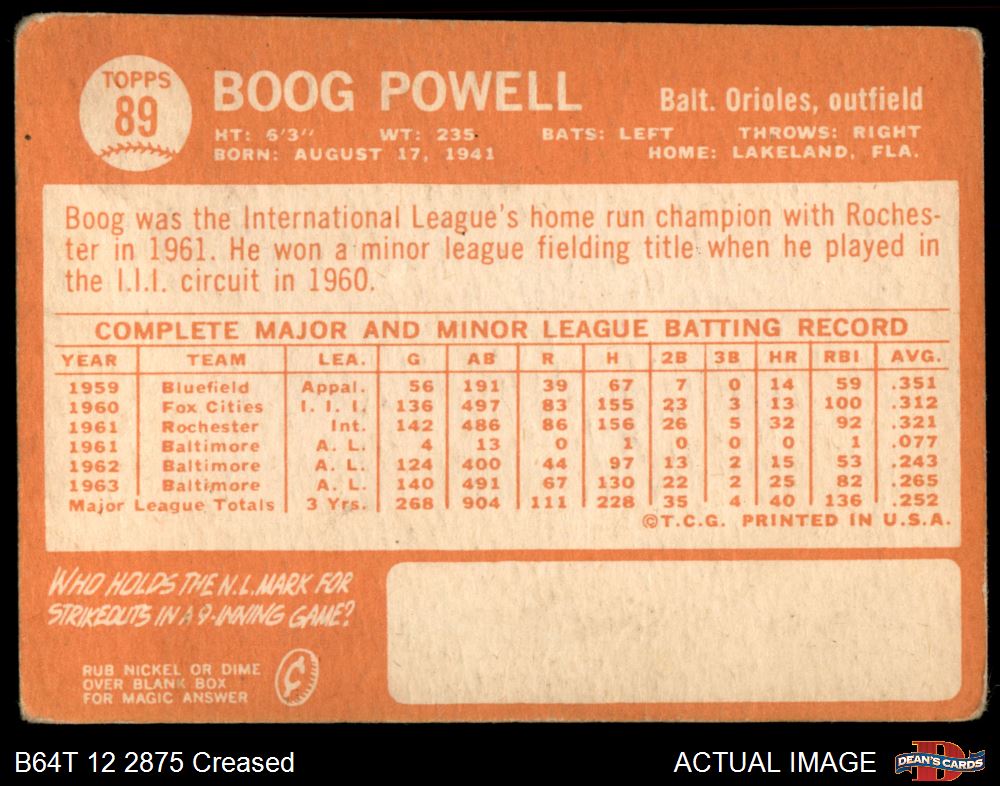 TOPPS
89
BOOG POWELL
Balt. Orioles, outfield
HT: 6'3" WT: 235 BATS: LEFT THROWS: RIGHT
BORN: AUGUST 17, 1941 HOME: LAKELAND, FLA.
Boog was the International League's home run champion with Roches-
ter in 1961. He won a minor league fielding title when he played in
the I.I.I. circuit in 1960.
COMPLETE MAJOR AND MINOR LEAGUE BATTING RECORD
YEAR TEAM LEA. G AB R H 2B 3B HR RBI AVG.
1959 Bluefield Appal. 56 191 39 67 7 0 14 59 .351
1960 Fox Cities I. I. I. 136 497 83 155 23 3 13 100 .312
1961 Rochester Int. 142 486 86 156 26 5 32 92 .321
1961 Baltimore A. L. 4 13 0 1 0 0 0 1 .077
1962 Baltimore A. L. 124 400 44 97 13 2 15 53 .243
1963 Baltimore A. L. 140 491 67 130 22 2 25 82 .265
Major League Totals 3 Yrs. 268 904 111 228 35 4 40 136 .252
©T.C.G. PRINTED IN U.S.A.
WHO HOLDS THE N.L. MARK FOR
STRIKEOUTS IN A 9-INNING GAME?
RUB NICKEL OR DIME
OVER BLANK BOX
FOR MAGIC ANSWER
¢
B64T 12 2875 Creased
ACTUAL IMAGE
D
DEAN'S CARDS